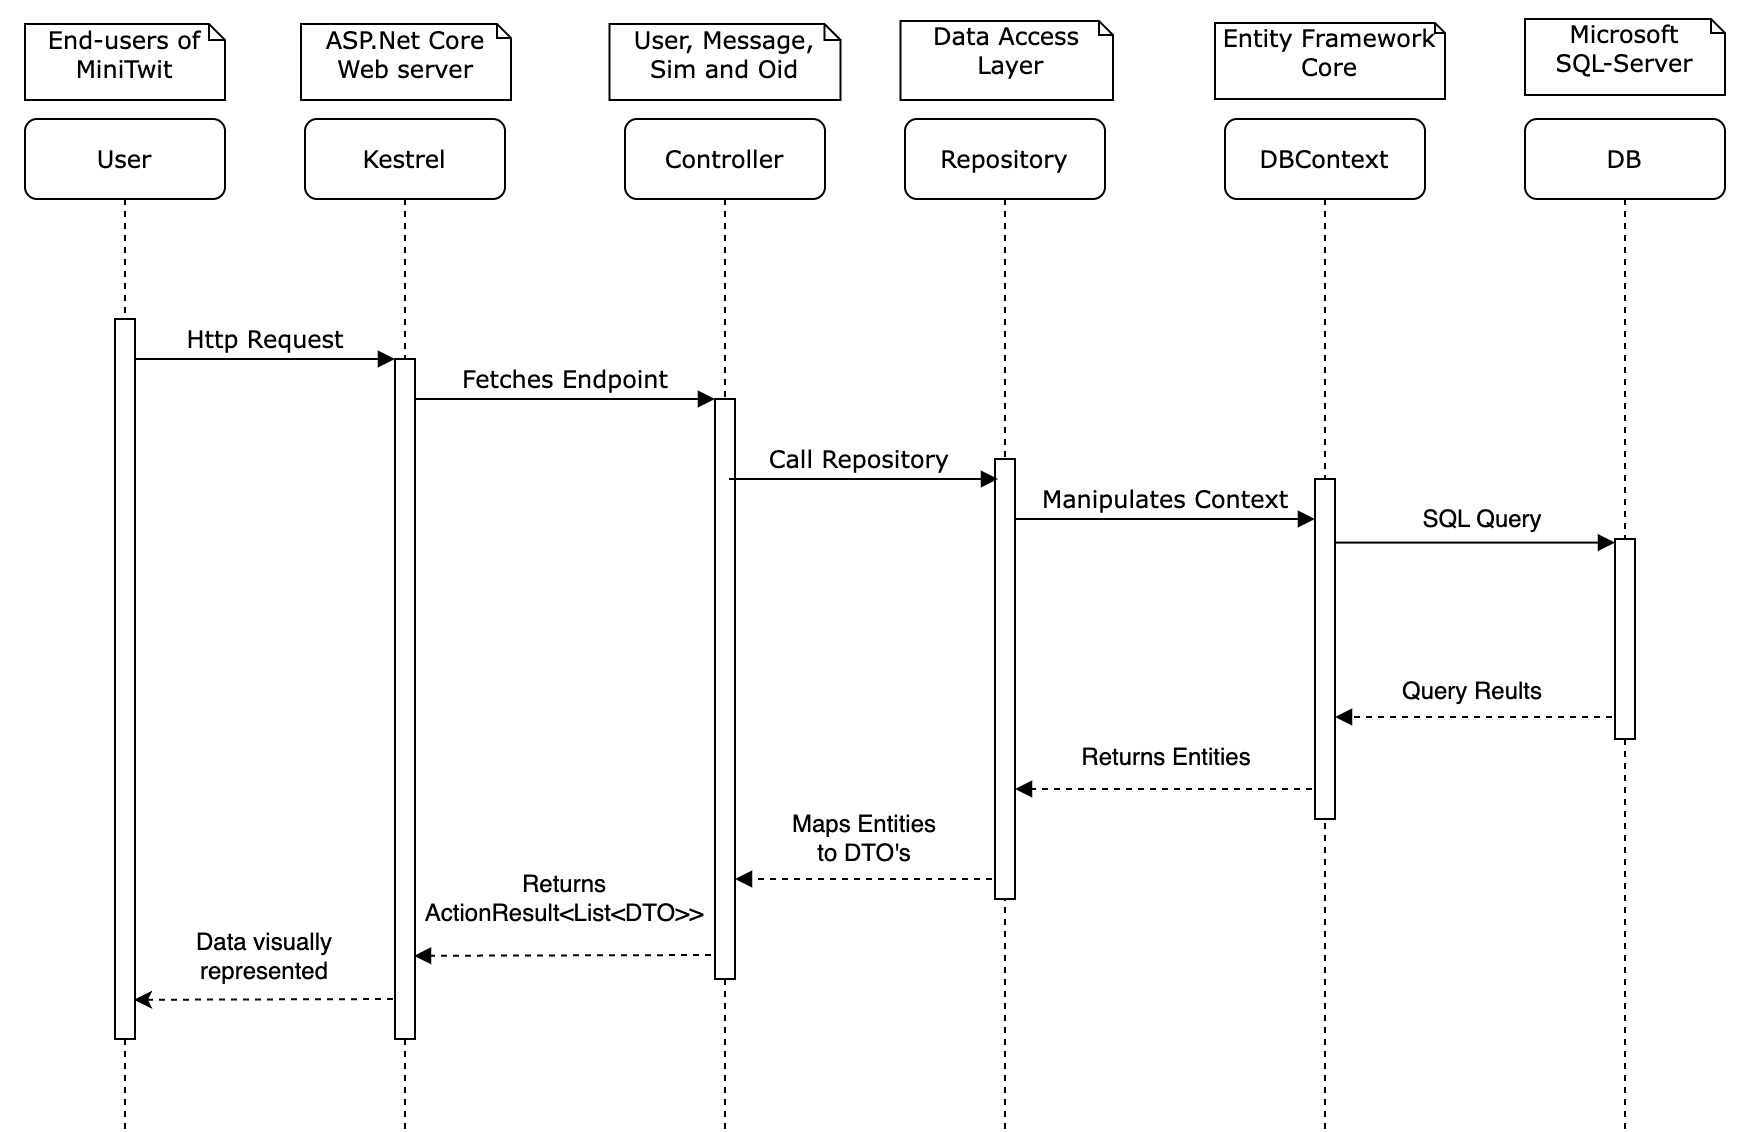 End-users of
MiniTwit
ASP.Net Core
Web server
User, Message,
Sim and Oid
Data Access
Layer
Entity Framework
Core
Microsoft
SQL-Server
User
Kestrel
Controller
Repository
DBContext
DB
Http Request
Fetches Endpoint
Call Repository
Manipulates Context
SQL Query
Query Reults
Returns Entities
Maps Entities
to DTO's
Returns
ActionResult<List<DTO>>
Data visually
represented